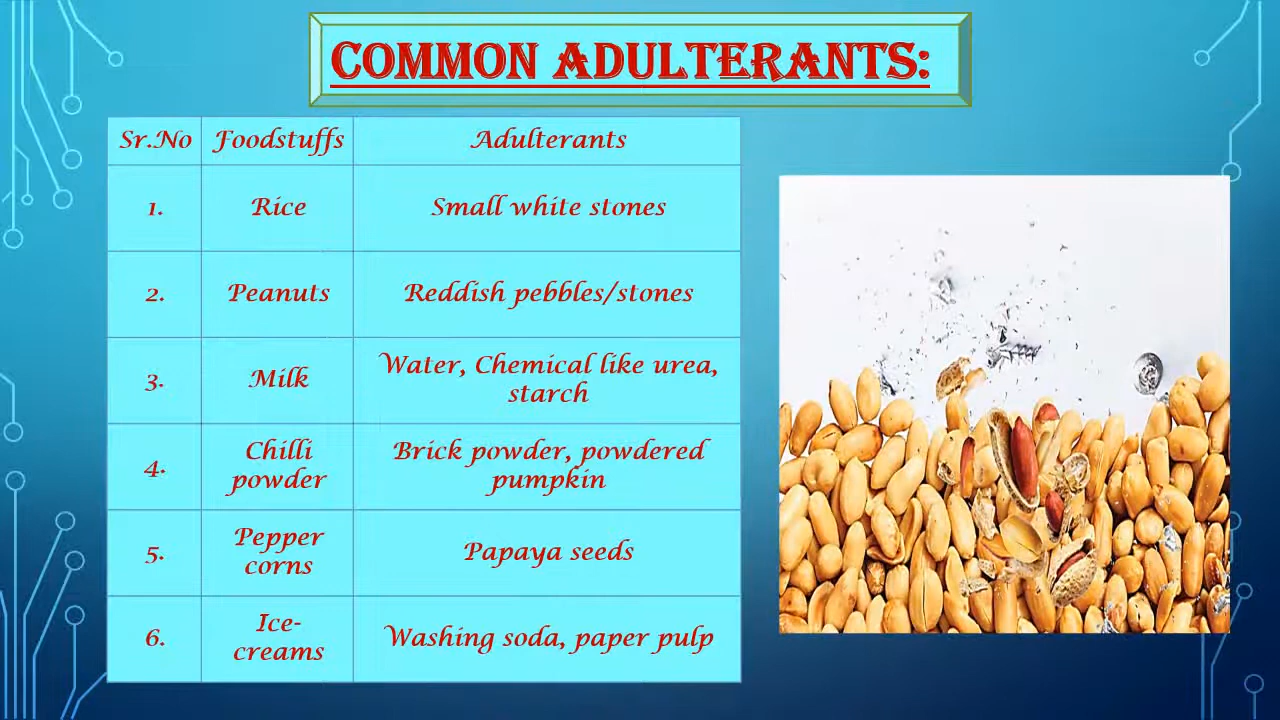 COMMON ADULTERANTS:
Sr.No Foodstuffs Adulterants
1. Rice Small white stones
2. Peanuts Reddish pebbles/stones
3. Milk Water, Chemical like urea,
starch
4. Chilli
powder Brick powder, powdered
pumpkin
5. Pepper
corns Papaya seeds
6. Ice-
creams Washing soda, paper pulp